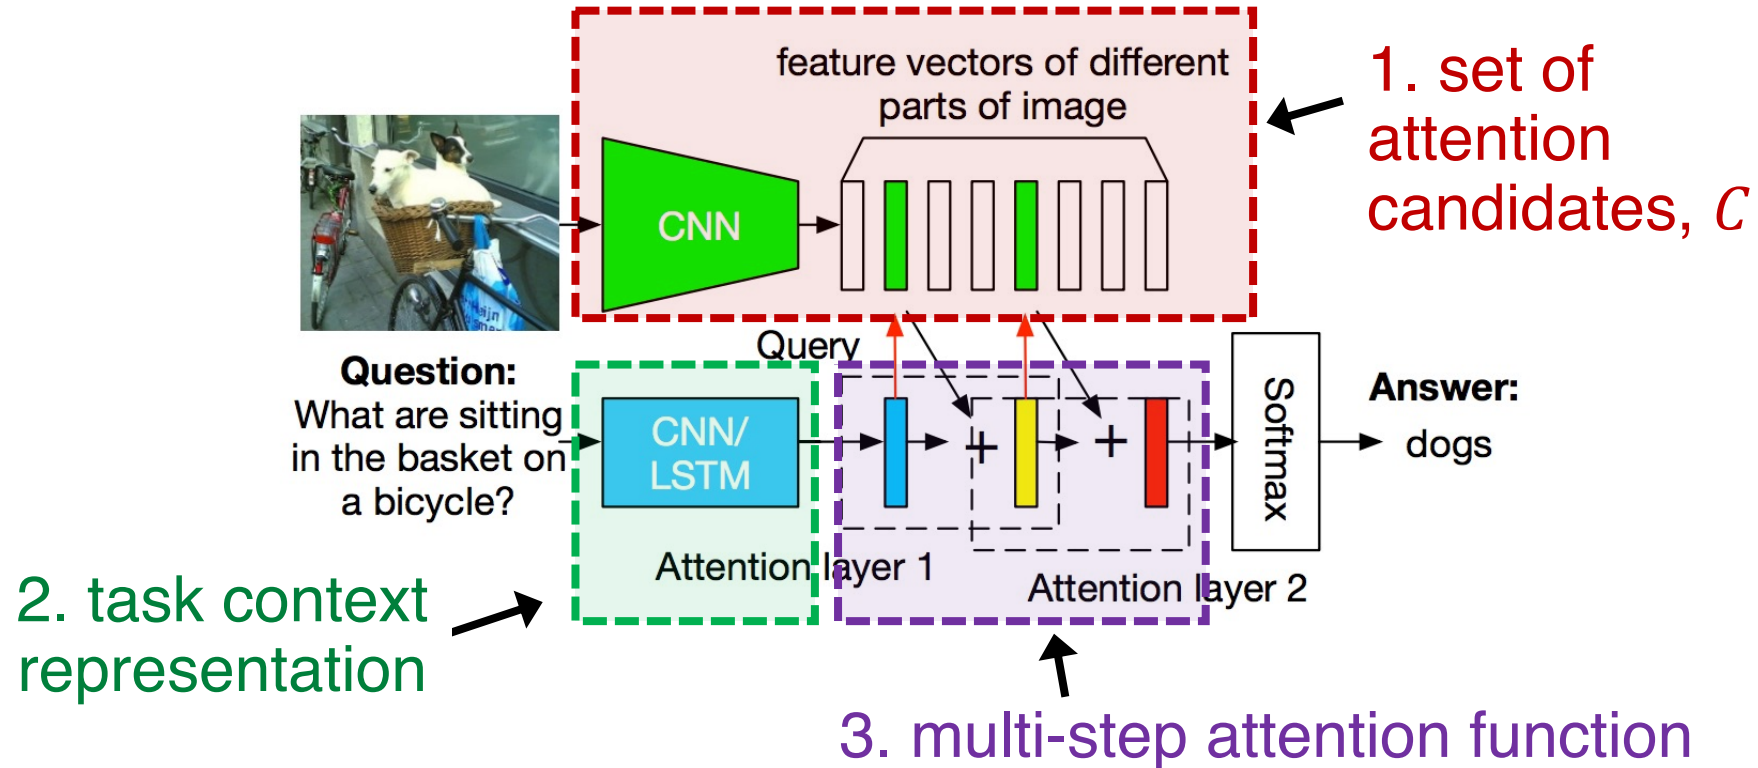 feature vectors of different
parts of image
1. set of
attention
candidates, C
CNN
Query
Question:
What are sitting
in the basket on
a bicycle?
CNN/
LSTM
+
+
Softmax
Answer:
dogs
Attention layer 1
Attention layer 2
2. task context
representation
3. multi-step attention function